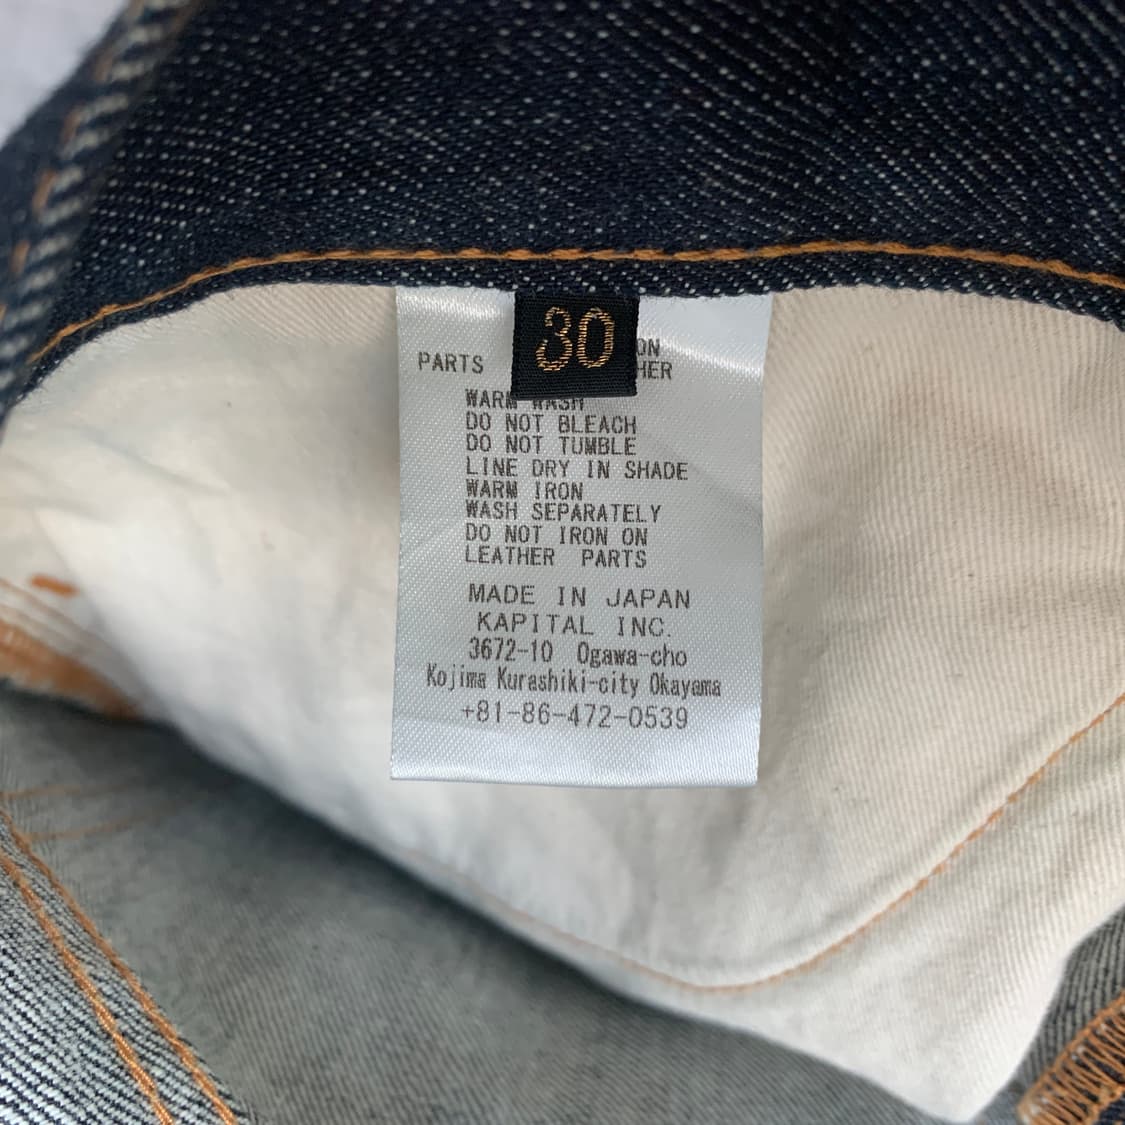 30
ON
PARTS HER
WARM WASH
DO NOT BLEACH
DO NOT TUMBLE
LINE DRY IN SHADE
WARM IRON
WASH SEPARATELY
DO NOT IRON ON
LEATHER PARTS
MADE IN JAPAN
KAPITAL INC.
3672-10 Ogawa-cho
Kojima Kurashiki-city Okayama
+81-86-472-0539